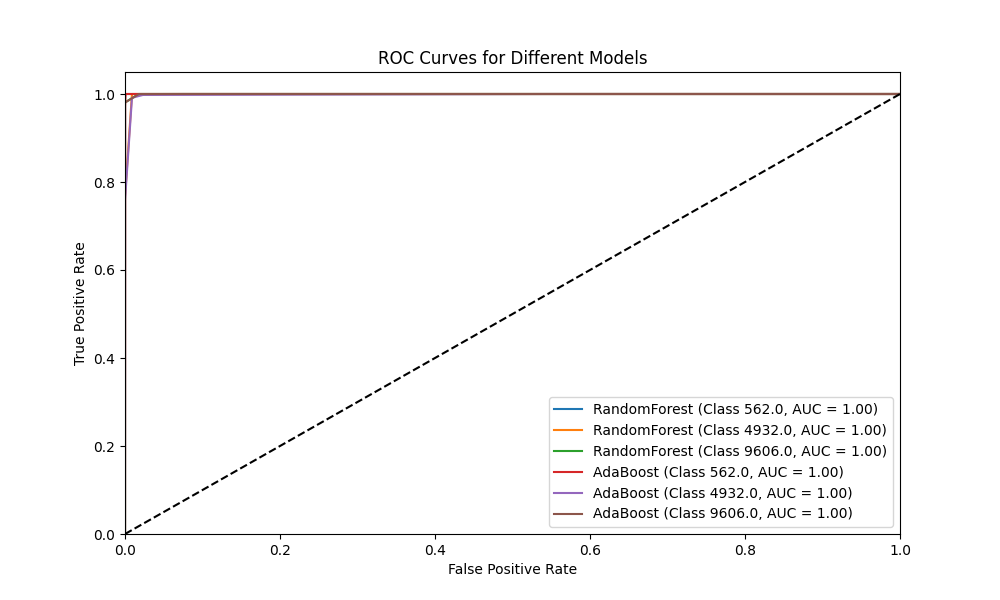 ROC Curves for Different Models
True Positive Rate
1.0
0.8
0.6
0.4
0.2
0.0
RandomForest (Class 562.0, AUC = 1.00)
RandomForest (Class 4932.0, AUC = 1.00)
RandomForest (Class 9606.0, AUC = 1.00)
AdaBoost (Class 562.0, AUC = 1.00)
AdaBoost (Class 4932.0, AUC = 1.00)
AdaBoost (Class 9606.0, AUC = 1.00)
0.0 0.2 0.4 0.6 0.8 1.0
False Positive Rate